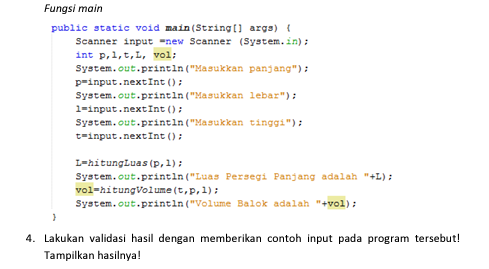 Fungsi main
public static void main(String[] args) {
Scanner input =new Scanner (System.in);
int p,l,t,L, vol;
System.out.println("Masukkan panjang");
p=input.nextInt();
System.out.println("Masukkan lebar");
l=input.nextInt();
System.out.println("Masukkan tinggi");
t=input.nextInt();
L=hitungLuas(p,l);
System.out.println("Luas Persegi Panjang adalah "+L);
vol=hitungVolume(t,p,l);
System.out.println("Volume Balok adalah "+vol);
}
4. Lakukan validasi hasil dengan memberikan contoh input pada program tersebut!
Tampilkan hasilnya!